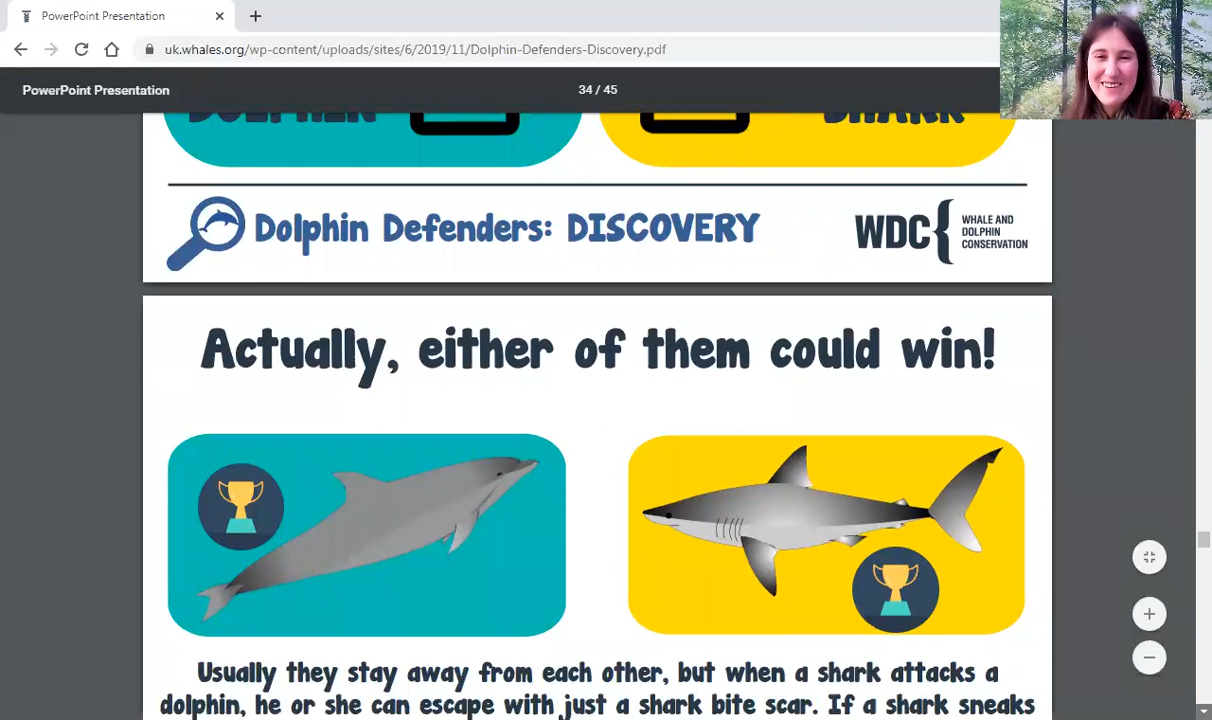 PowerPoint Presentation
uk.whales.org/wp-content/uploads/sites/6/2019/11/Dolphin-Defenders-Discovery.pdf
PowerPoint Presentation 34 / 45
DOLPHIN SHARK
Dolphin Defenders: DISCOVERY
WDC
WHALE AND
DOLPHIN
CONSERVATION
Actually, either of them could win!
Usually they stay away from each other, but when a shark attacks a
dolphin, he or she can escape with just a shark bite scar. If a shark sneaks